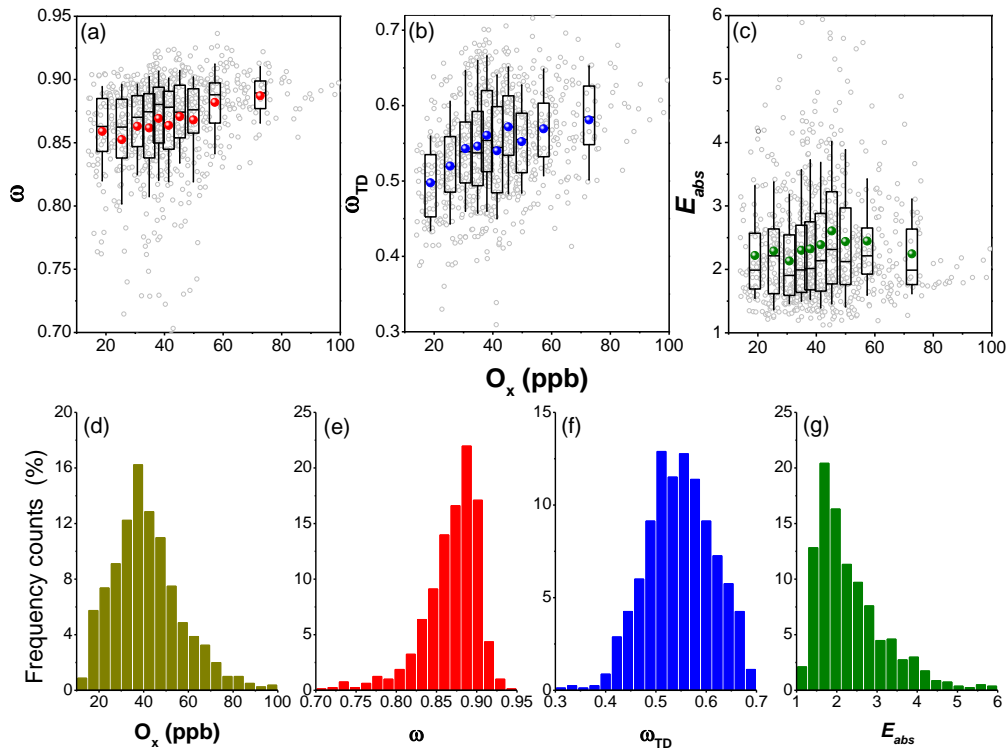 (a)
0.95
0.90
0.85
0.80
0.75
0.70
ω
20 40 60 80 100
(b)
0.7
0.6
0.5
0.4
0.3
ω_TD
20 40 60 80 100
O_x (ppb)
(c)
6
5
4
3
2
1
E_abs
20 40 60 80 100
(d)
20
16
12
8
4
0
Frequency counts (%)
20 40 60 80 100
O_x (ppb)
(e)
25
20
15
10
5
0
0.70 0.75 0.80 0.85 0.90 0.95
ω
(f)
15
10
5
0
0.3 0.4 0.5 0.6 0.7
ω_TD
(g)
25
20
15
10
5
0
1 2 3 4 5 6
E_abs